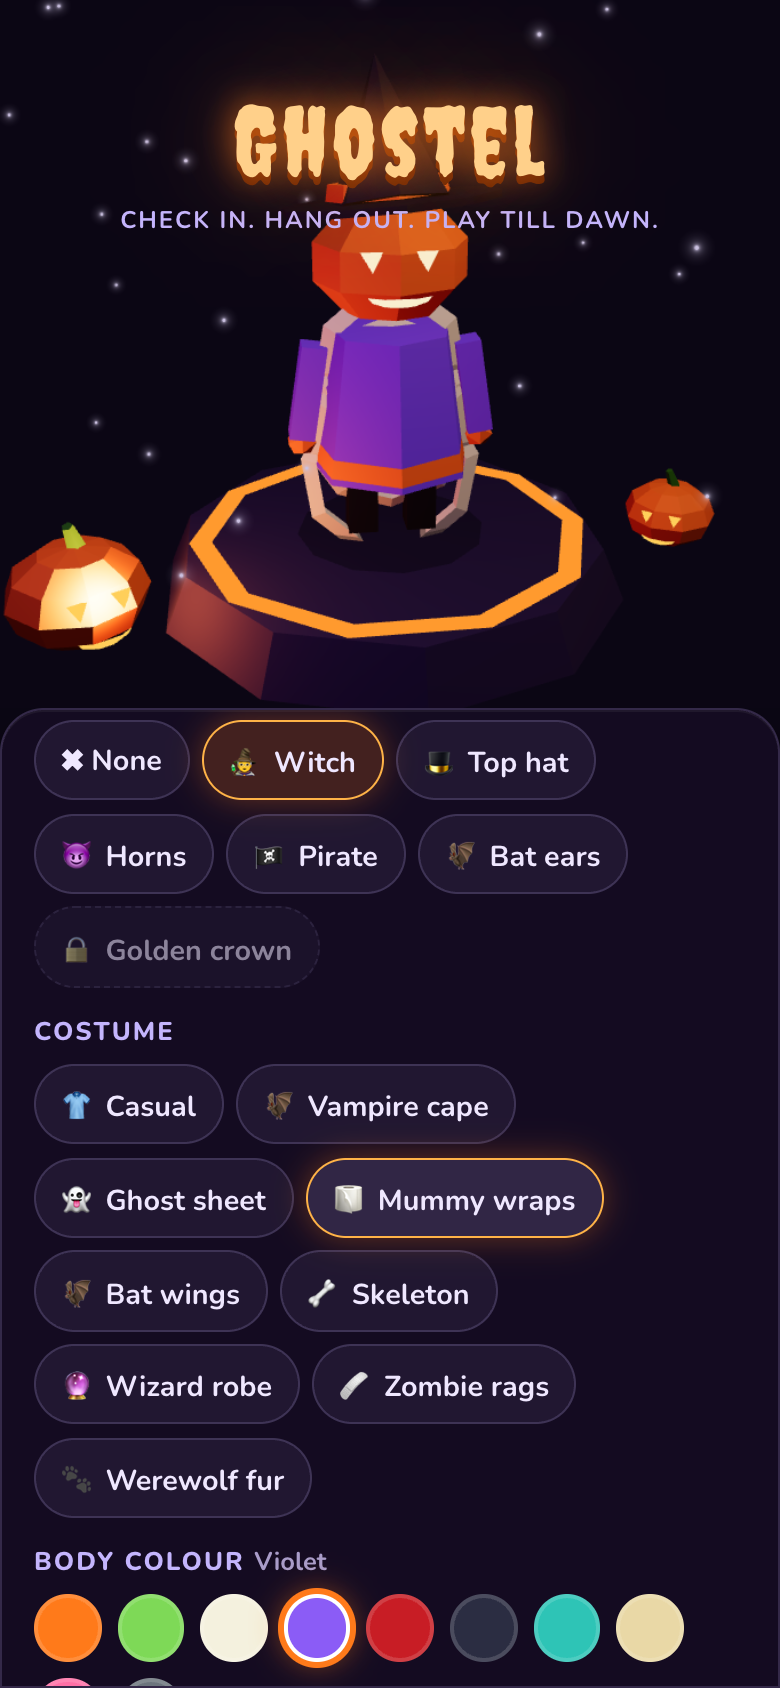 GHOSTEL
CHECK IN. HANG OUT. PLAY TILL DAWN.
None
Witch
Top hat
Horns
Pirate
Bat ears
Golden crown
COSTUME
Casual
Vampire cape
Ghost sheet
Mummy wraps
Bat wings
Skeleton
Wizard robe
Zombie rags
Werewolf fur
BODY COLOUR Violet